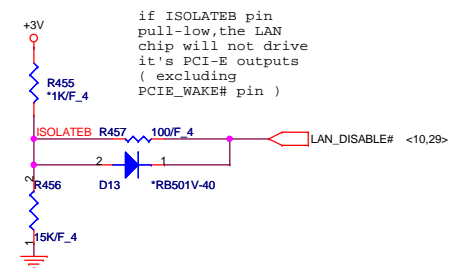 if ISOLATEB pin
pull-low,the LAN
chip will not drive
it's PCI-E outputs
( excluding
PCIE_WAKE# pin )
+3V
R455
*1K/F_4
ISOLATEB R457 100/F_4
LAN_DISABLE# <10,29>
2 1
D13 *RB501V-40
2
R456
15K/F_4
1